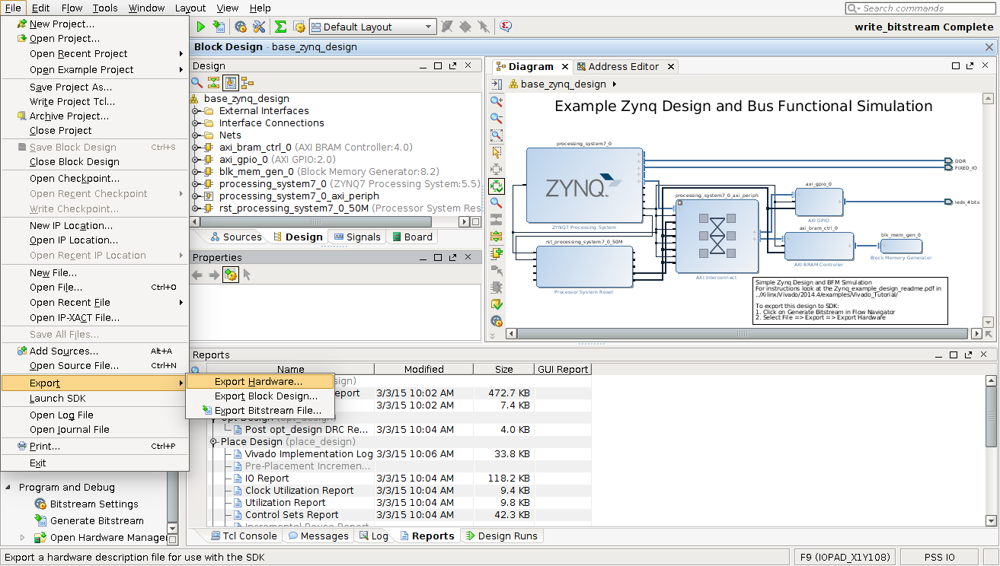 File Edit Flow Tools Window Layout View Help
Search commands
New Project...
Open Project...
Open Recent Project
Open Example Project
Save Project As...
Write Project Tcl...
Archive Project...
Close Project
Save Block Design Ctrl+S
Close Block Design
Open Checkpoint...
Open Recent Checkpoint
Write Checkpoint...
New IP Location...
Open IP Location...
Open Recent IP Location
New File...
Open File... Ctrl+O
Open Recent File
Open IP-XACT File...
Save All Files...
Add Sources... Alt+A
Open Source File... Ctrl+N
Export
Launch SDK
Open Log File
Open Journal File
Print... Ctrl+P
Exit
Export Hardware...
Export Block Design...
Export Bitstream File...
Program and Debug
Bitstream Settings
Generate Bitstream
Open Hardware Manager
Default Layout
write_bitstream Complete
Block Design - base_zynq_design
Design
base_zynq_design
External Interfaces
Interface Connections
Nets
axi_bram_ctrl_0 (AXI BRAM Controller:4.0)
axi_gpio_0 (AXI GPIO:2.0)
blk_mem_gen_0 (Block Memory Generator:8.2)
processing_system7_0 (ZYNQ7 Processing System:5.5)
processing_system7_0_axi_periph
rst_processing_system7_0_50M (Processor System Res
Sources Design Signals Board
Properties
Diagram Address Editor
base_zynq_design
Example Zynq Design and Bus Functional Simulation
processing_system7_0
ZYNQ
ZYNQ7 Processing System
DDR
FIXED_IO
axi_gpio_0
AXI GPIO
leds_4bits
processing_system7_0_axi_periph
AXI Interconnect
axi_bram_ctrl_0
AXI BRAM Controller
blk_mem_gen_0
Block Memory Generator
rst_processing_system7_0_50M
Processor System Reset
Simple Zynq Design and BFM Simulation
For instructions look at the Zynq_example_design_readme.pdf in
../Xilinx/Vivado/2014.4/examples/Vivado_Tutorial/
To export this design to SDK:
1. Click on Generate Bitstream in Flow Navigator
2. Select File => Export => Export Hardware
Reports
Name Modified Size GUI Report
sign)
eport 3/3/15 10:02 AM 472.7 KB
3/3/15 10:02 AM 7.4 KB
Opt Design (opt_design)
Post opt_design DRC Re... 3/3/15 10:04 AM 4.0 KB
Place Design (place_design)
Vivado Implementation Log 3/3/15 10:06 AM 33.8 KB
Pre-Placement Incremen...
IO Report 3/3/15 10:04 AM 118.2 KB
Clock Utilization Report 3/3/15 10:04 AM 9.4 KB
Utilization Report 3/3/15 10:04 AM 9.8 KB
Control Sets Report 3/3/15 10:04 AM 42.3 KB
Incremental Reuse Report
Tcl Console Messages Log Reports Design Runs
Export a hardware description file for use with the SDK
F9 (IOPAD_X1Y108) PSS IO